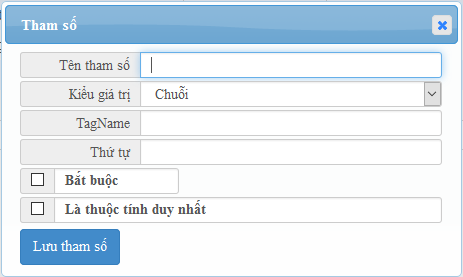 Tham số
Tên tham số
Kiểu giá trị Chuỗi
TagName
Thứ tự
Bắt buộc
Là thuộc tính duy nhất
Lưu tham số